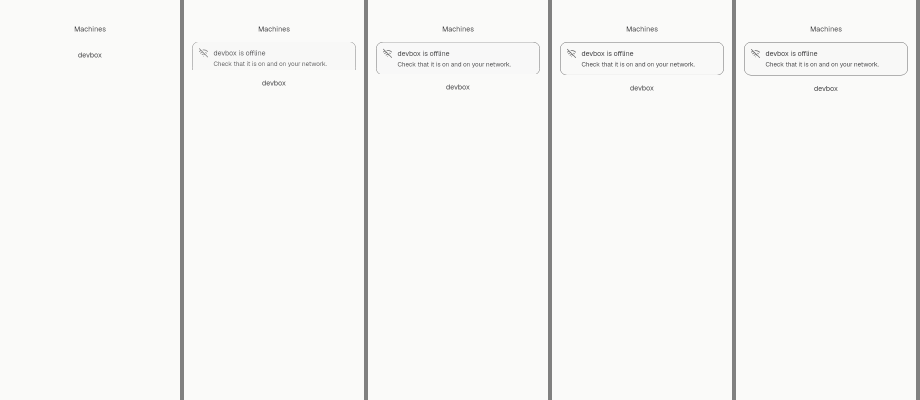 Machines
devbox
Machines
devbox is offline
Check that it is on and on your network.
devbox
Machines
devbox is offline
Check that it is on and on your network.
devbox
Machines
devbox is offline
Check that it is on and on your network.
devbox
Machines
devbox is offline
Check that it is on and on your network.
devbox